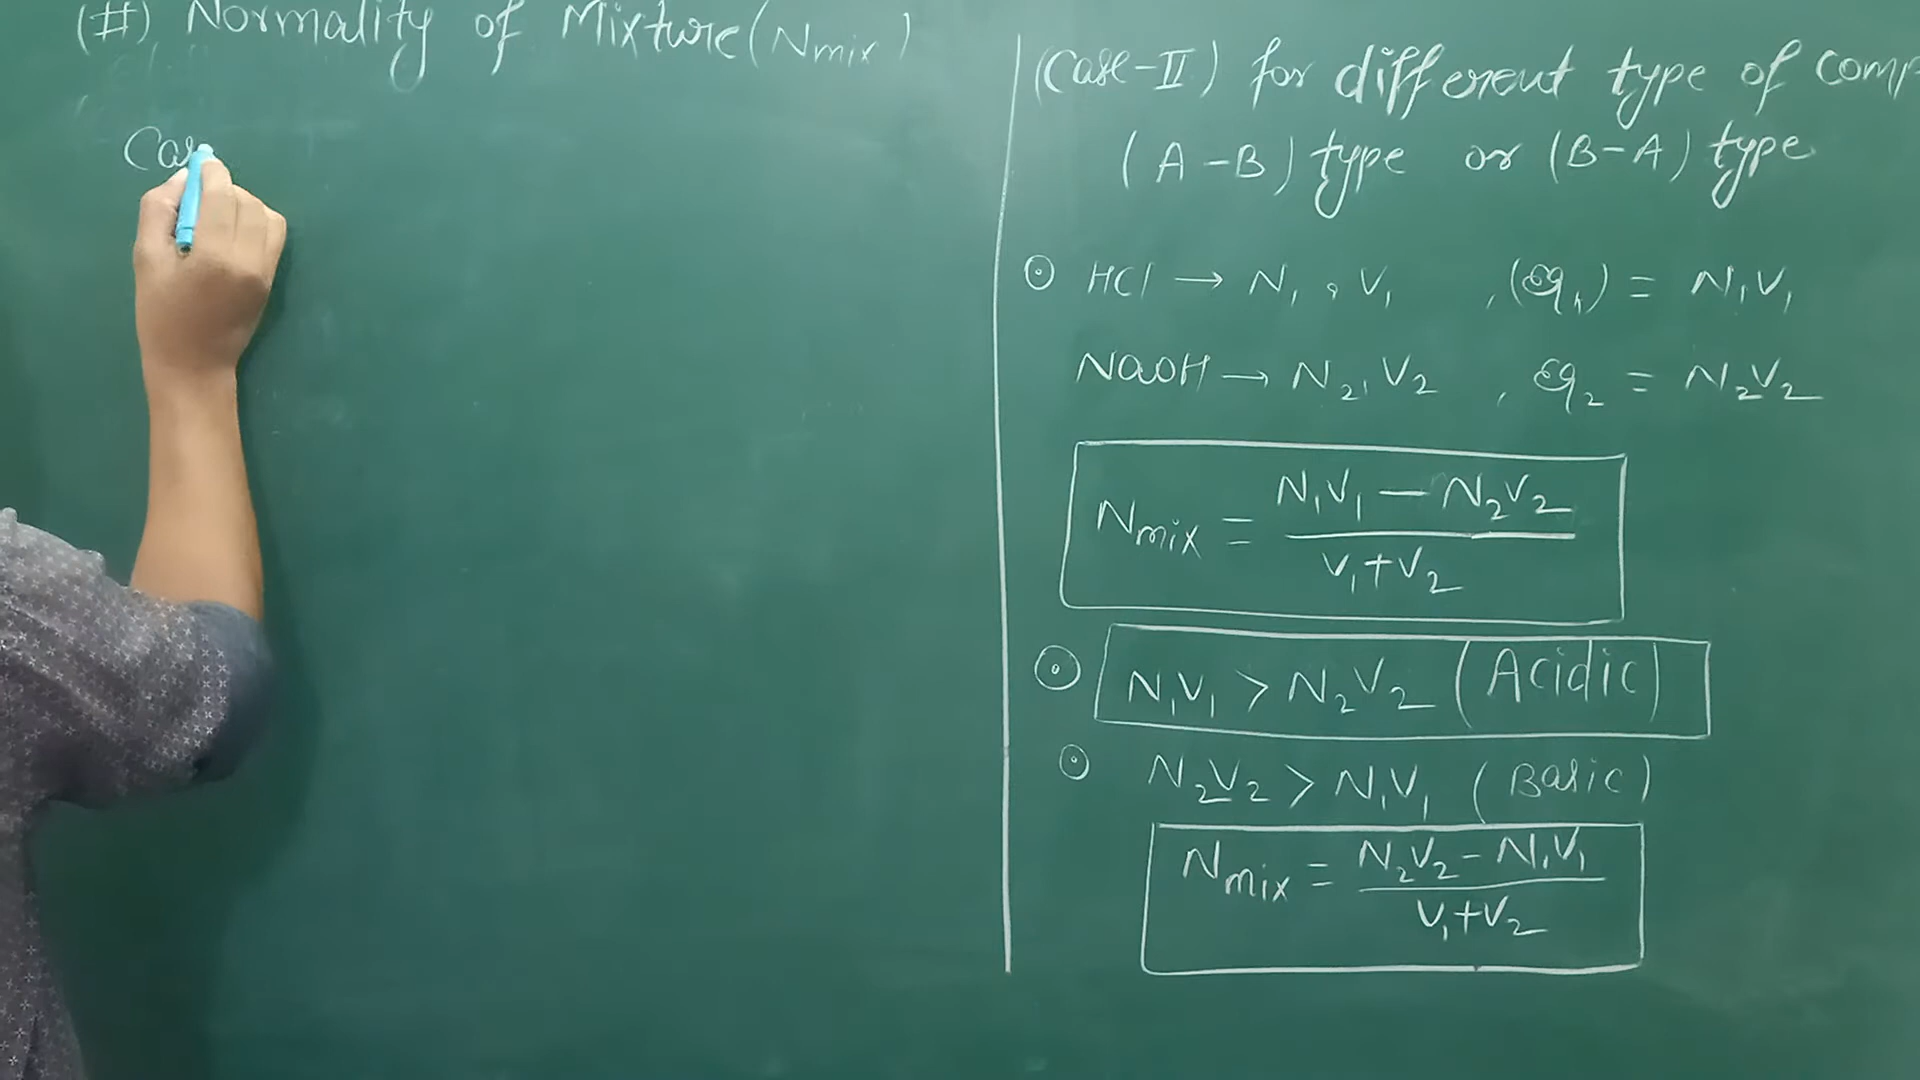 (#) Normality of Mixture (Nmix)
Cas
(Case-II) for different type of comp
(A-B) type or (B-A) type
⊙ HCl → N₁, V₁ , (eq₁) = N₁V₁
NaOH → N₂, V₂ , eq₂ = N₂V₂
Nmix = N₁V₁ - N₂V₂
V₁+V₂
⊙ N₁V₁ > N₂V₂ (Acidic)
⊙ N₂V₂ > N₁V₁ (Basic)
Nmix = N₂V₂ - N₁V₁
V₁+V₂